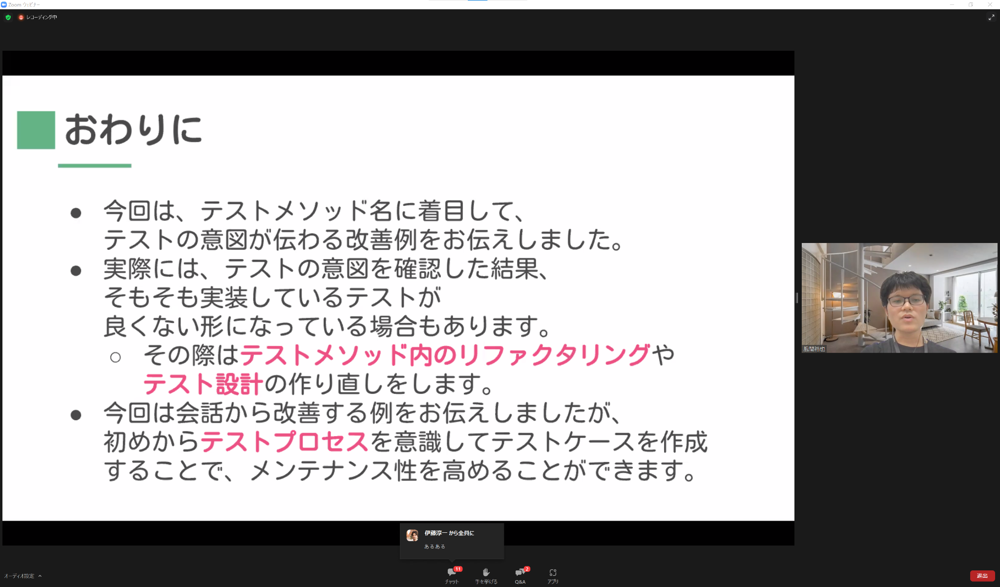 Zoom ウェビナー
レコーディング中
おわりに
● 今回は、テストメソッド名に着目して、
テストの意図が伝わる改善例をお伝えしました。
● 実際には、テストの意図を確認した結果、
そもそも実装しているテストが
良くない形になっている場合もあります。
○ その際はテストメソッド内のリファクタリングや
テスト設計の作り直しをします。
● 今回は会話から改善する例をお伝えしましたが、
初めからテストプロセスを意識してテストケースを作成
することで、メンテナンス性を高めることができます。
風間裕也
伊藤淳一 から全員に
あるある
オーディオ設定
11
チャット
手を挙げる
2
Q&A
アプリ
退出